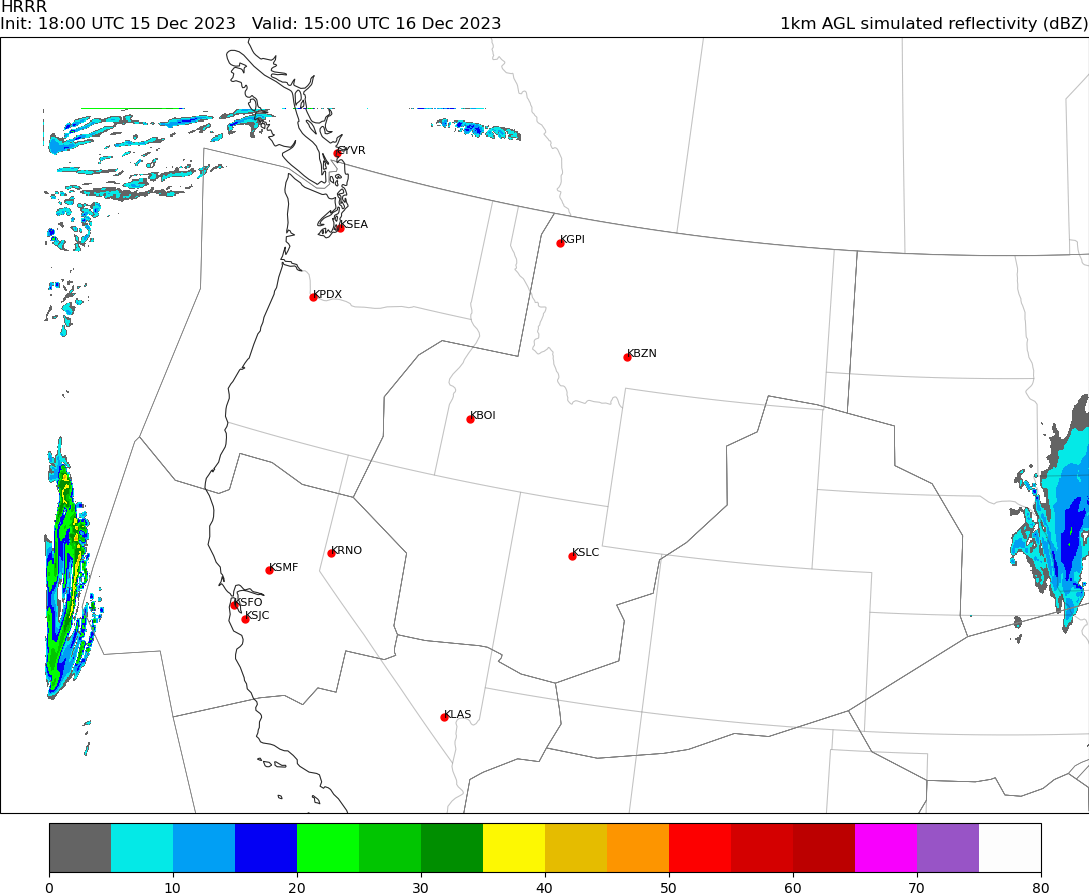 HRRR
Init: 18:00 UTC 15 Dec 2023   Valid: 15:00 UTC 16 Dec 2023   1km AGL simulated reflectivity (dBZ)
CYVR
KSEA
KGPI
KPDX
KBZN
KBOI
KRNO
KSLC
KSMF
KSFO
KSJC
KLAS
0 10 20 30 40 50 60 70 80